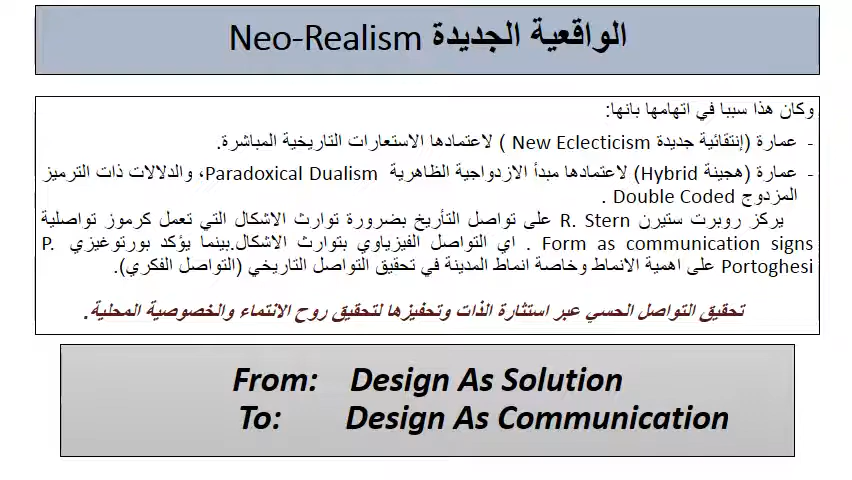 الواقعية الجديدة Neo-Realism
وكان هذا سببا في اتهامها بانها:
- عمارة (إنتقائية جديدة New Eclecticism ) لاعتمادها الاستعارات التاريخية المباشرة.
- عمارة (هجينة Hybrid) لاعتمادها مبدأ الازدواجية الظاهرية Paradoxical Dualism، والدلالات ذات الترميز
المزدوج Double Coded .
يركز روبرت ستيرن R. Stern على تواصل التأريخ بضرورة توارث الاشكال التي تعمل كرموز تواصلية
Form as communication signs . اي التواصل الفيزياوي بتوارث الاشكال.بينما يؤكد بورتوغيزي P.
Portoghesi على اهمية الانماط وخاصة انماط المدينة في تحقيق التواصل التاريخي (التواصل الفكري).
تحقيق التواصل الحسي عبر استثارة الذات وتحفيزها لتحقيق روح الانتماء والخصوصية المحلية.
From: Design As Solution
To: Design As Communication